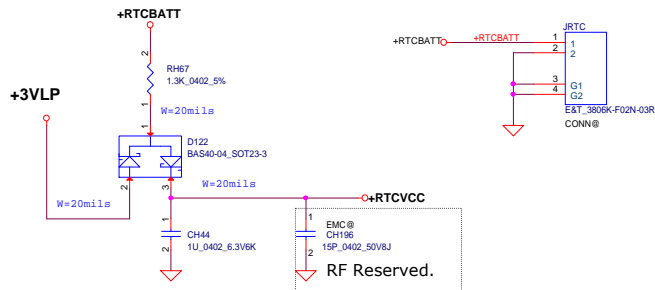 +RTCBATT
2
RH67
1.3K_0402_5%
1
W=20mils
1
+3VLP
D122
BAS40-04_SOT23-3
2
3
W=20mils
W=20mils
+RTCVCC
1
CH44
1U_0402_6.3V6K
2
1
EMC@
CH196
15P_0402_50V8J
2
RF Reserved.
JRTC
+RTCBATT
+RTCBATT
1
1
2
2
3
G1
4
G2
E&T_3806K-F02N-03R
CONN@